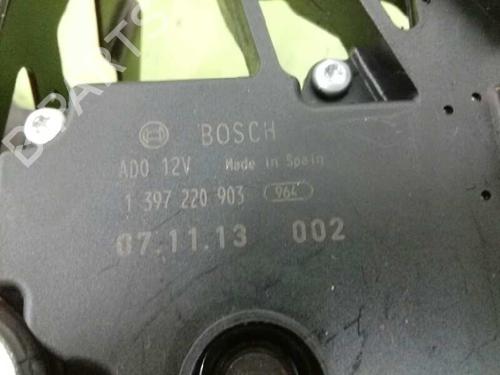 BOSCH
ADO 12V Made in Spain
1 397 220 903 964
07.11.13 002